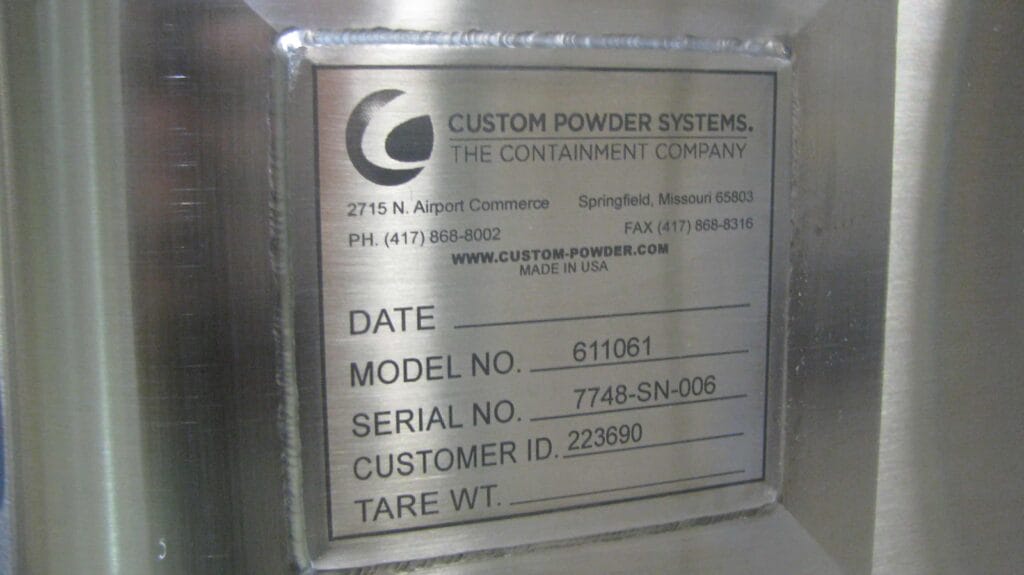 CUSTOM POWDER SYSTEMS.
THE CONTAINMENT COMPANY
2715 N. Airport Commerce Springfield, Missouri 65803
PH. (417) 868-8002 FAX (417) 868-8316
WWW.CUSTOM-POWDER.COM
MADE IN USA
DATE
MODEL NO. 611061
SERIAL NO. 7748-SN-006
CUSTOMER ID. 223690
TARE WT.